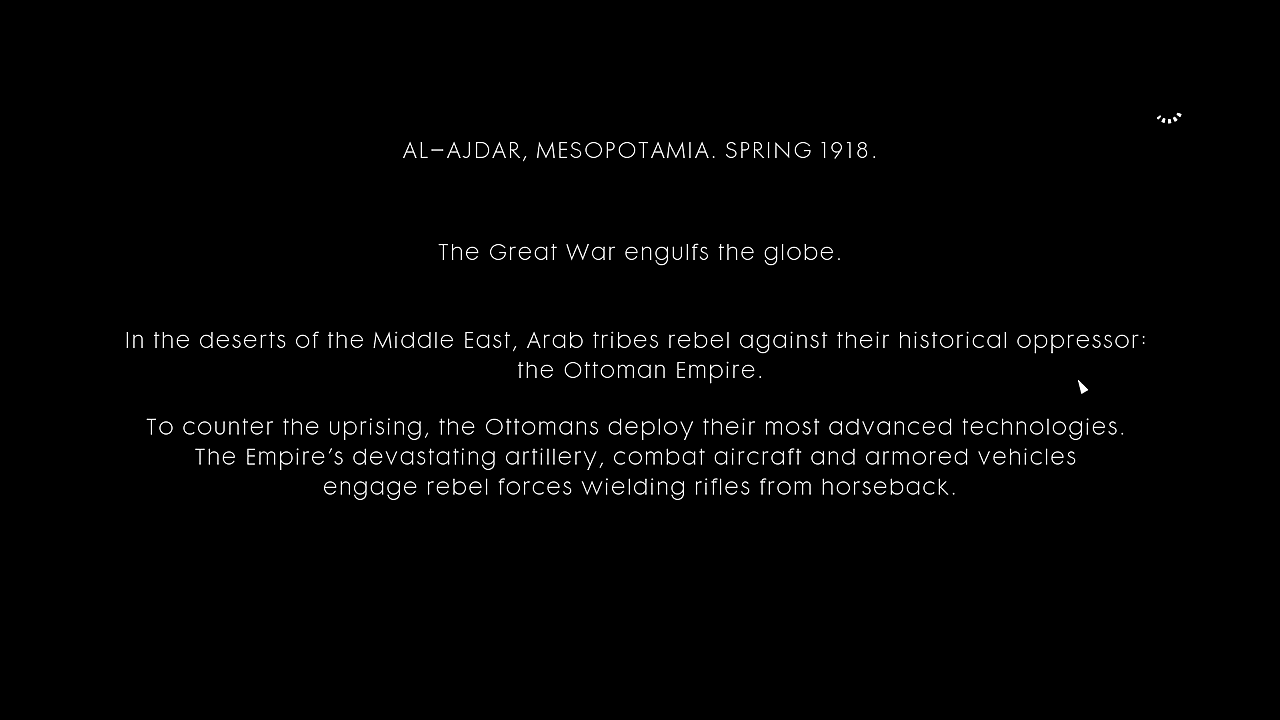 AL–AJDAR, MESOPOTAMIA. SPRING 1918.
The Great War engulfs the globe.
In the deserts of the Middle East, Arab tribes rebel against their historical oppressor:
the Ottoman Empire.
To counter the uprising, the Ottomans deploy their most advanced technologies.
The Empire’s devastating artillery, combat aircraft and armored vehicles
engage rebel forces wielding rifles from horseback.